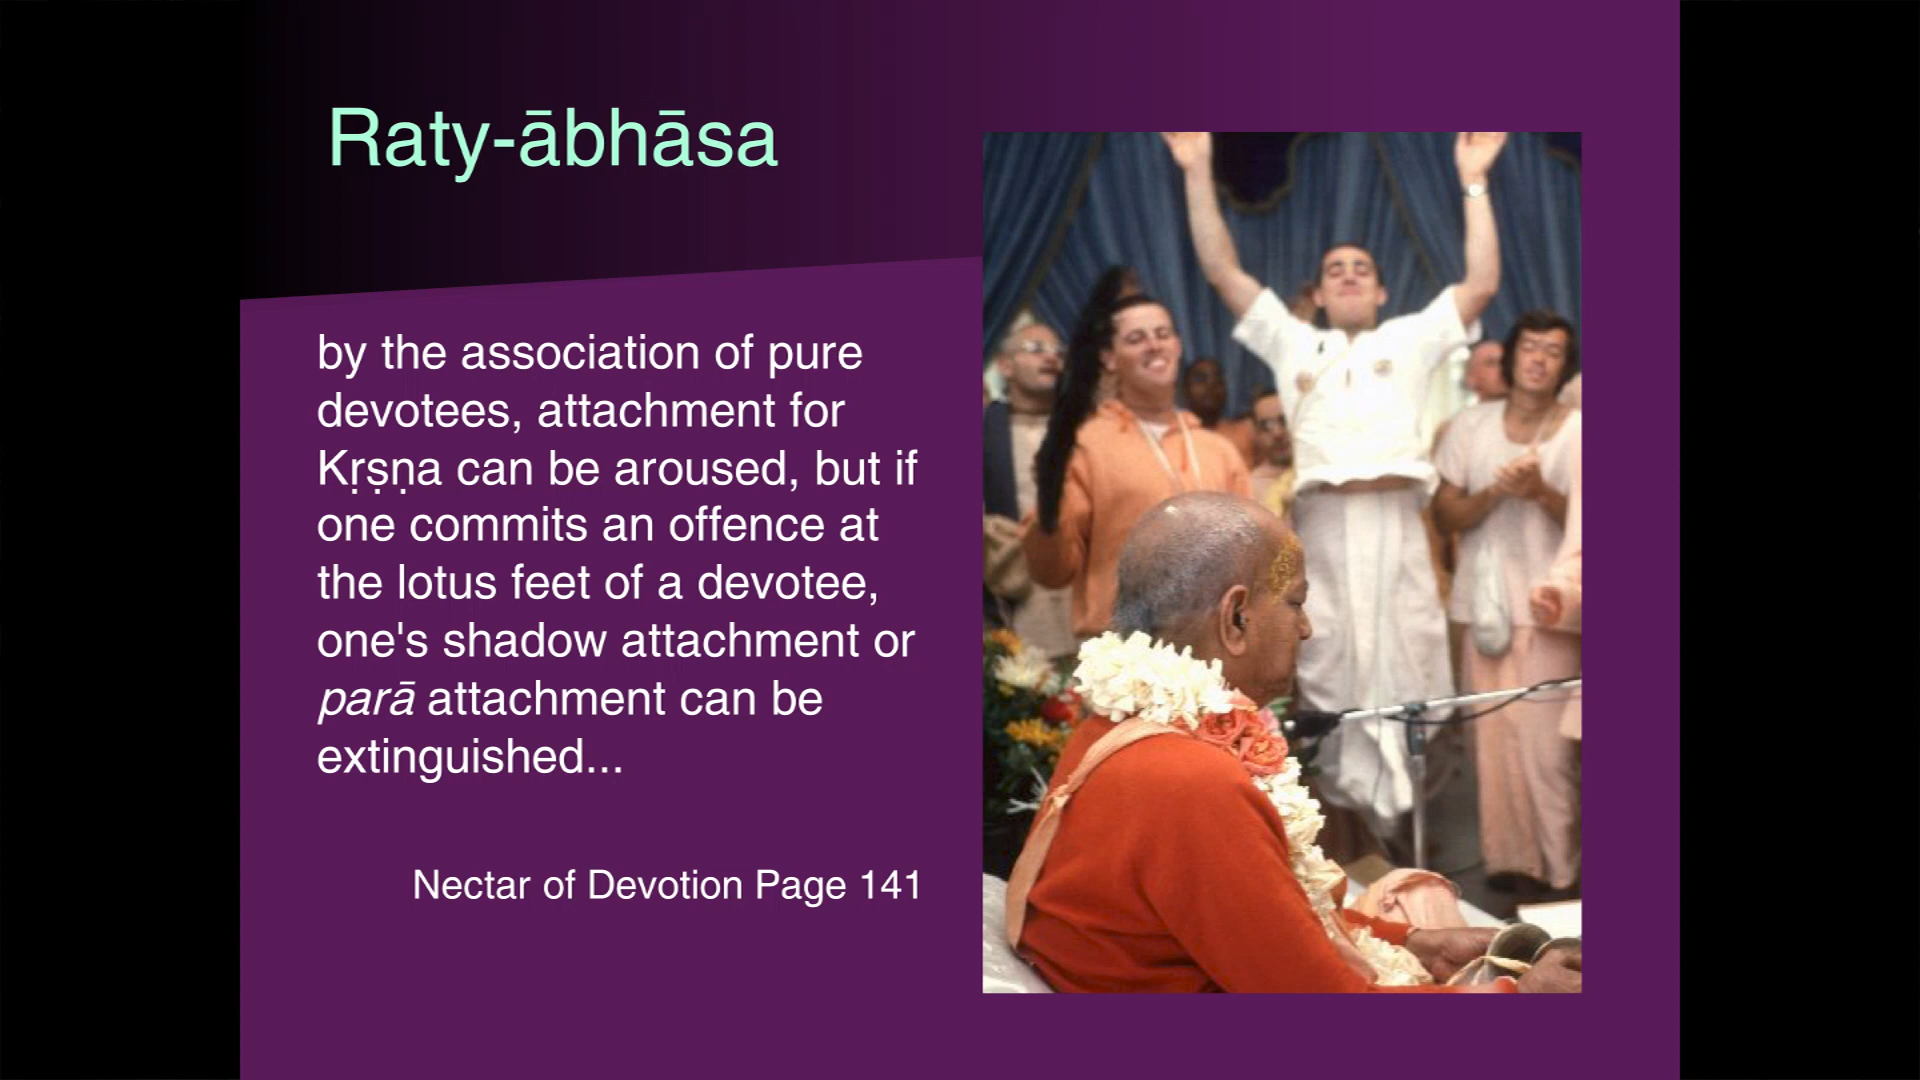 Raty-ābhāsa
by the association of pure
devotees, attachment for
Kṛṣṇa can be aroused, but if
one commits an offence at
the lotus feet of a devotee,
one's shadow attachment or
parā attachment can be
extinguished...
Nectar of Devotion Page 141